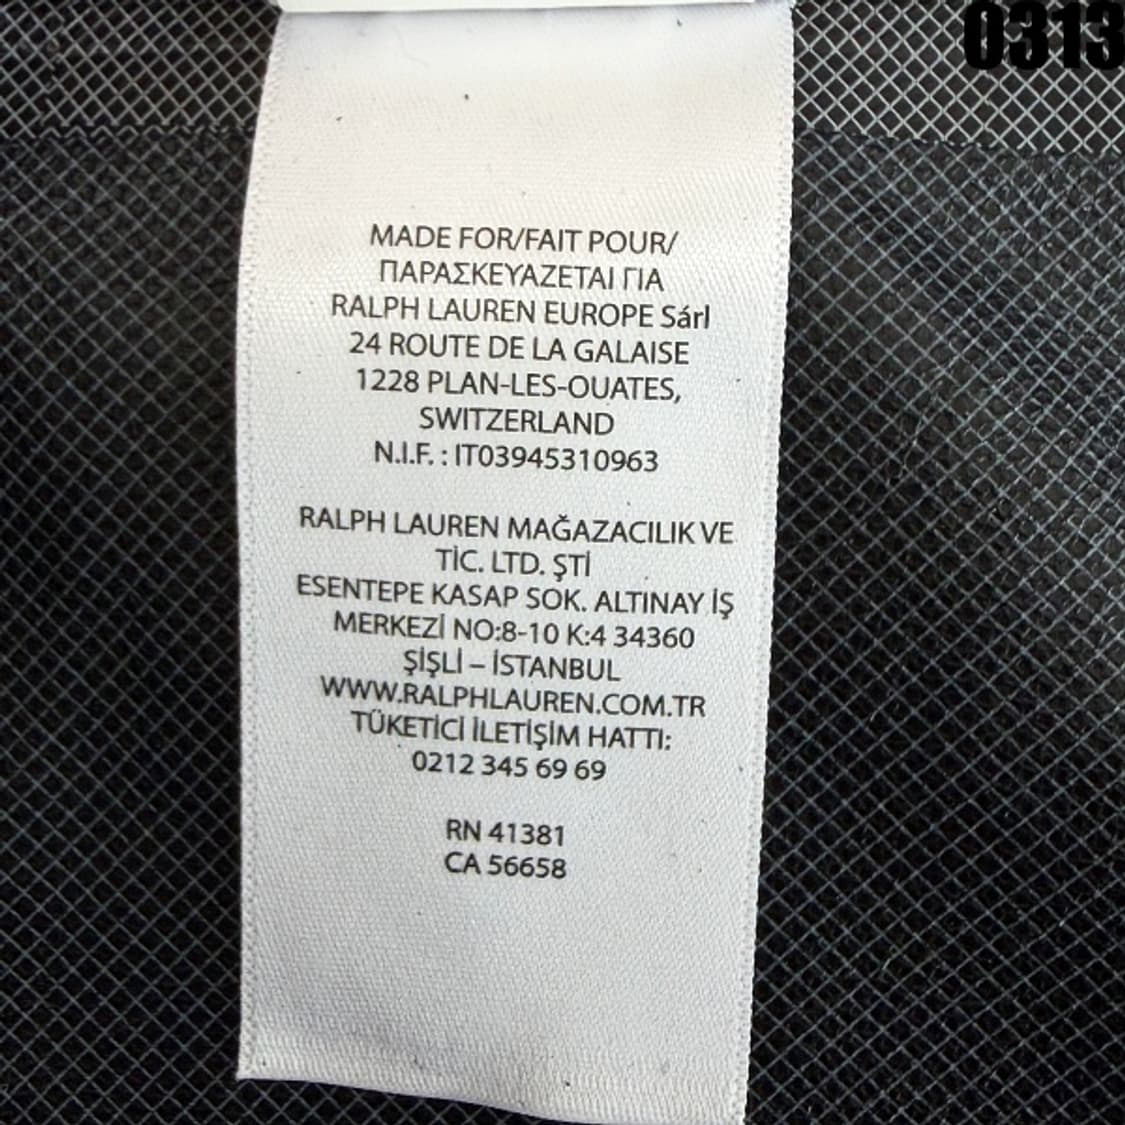 0313
MADE FOR/FAIT POUR/
ΠΑΡΑΣΚΕΥΑΖΕΤΑΙ ΓΙΑ
RALPH LAUREN EUROPE Sárl
24 ROUTE DE LA GALAISE
1228 PLAN-LES-OUATES,
SWITZERLAND
N.I.F. : IT03945310963
RALPH LAUREN MAĞAZACILIK VE
TİC. LTD. ŞTİ
ESENTEPE KASAP SOK. ALTINAY İŞ
MERKEZİ NO:8-10 K:4 34360
ŞİŞLİ – İSTANBUL
WWW.RALPHLAUREN.COM.TR
TÜKETİCİ İLETİŞİM HATTI:
0212 345 69 69
RN 41381
CA 56658